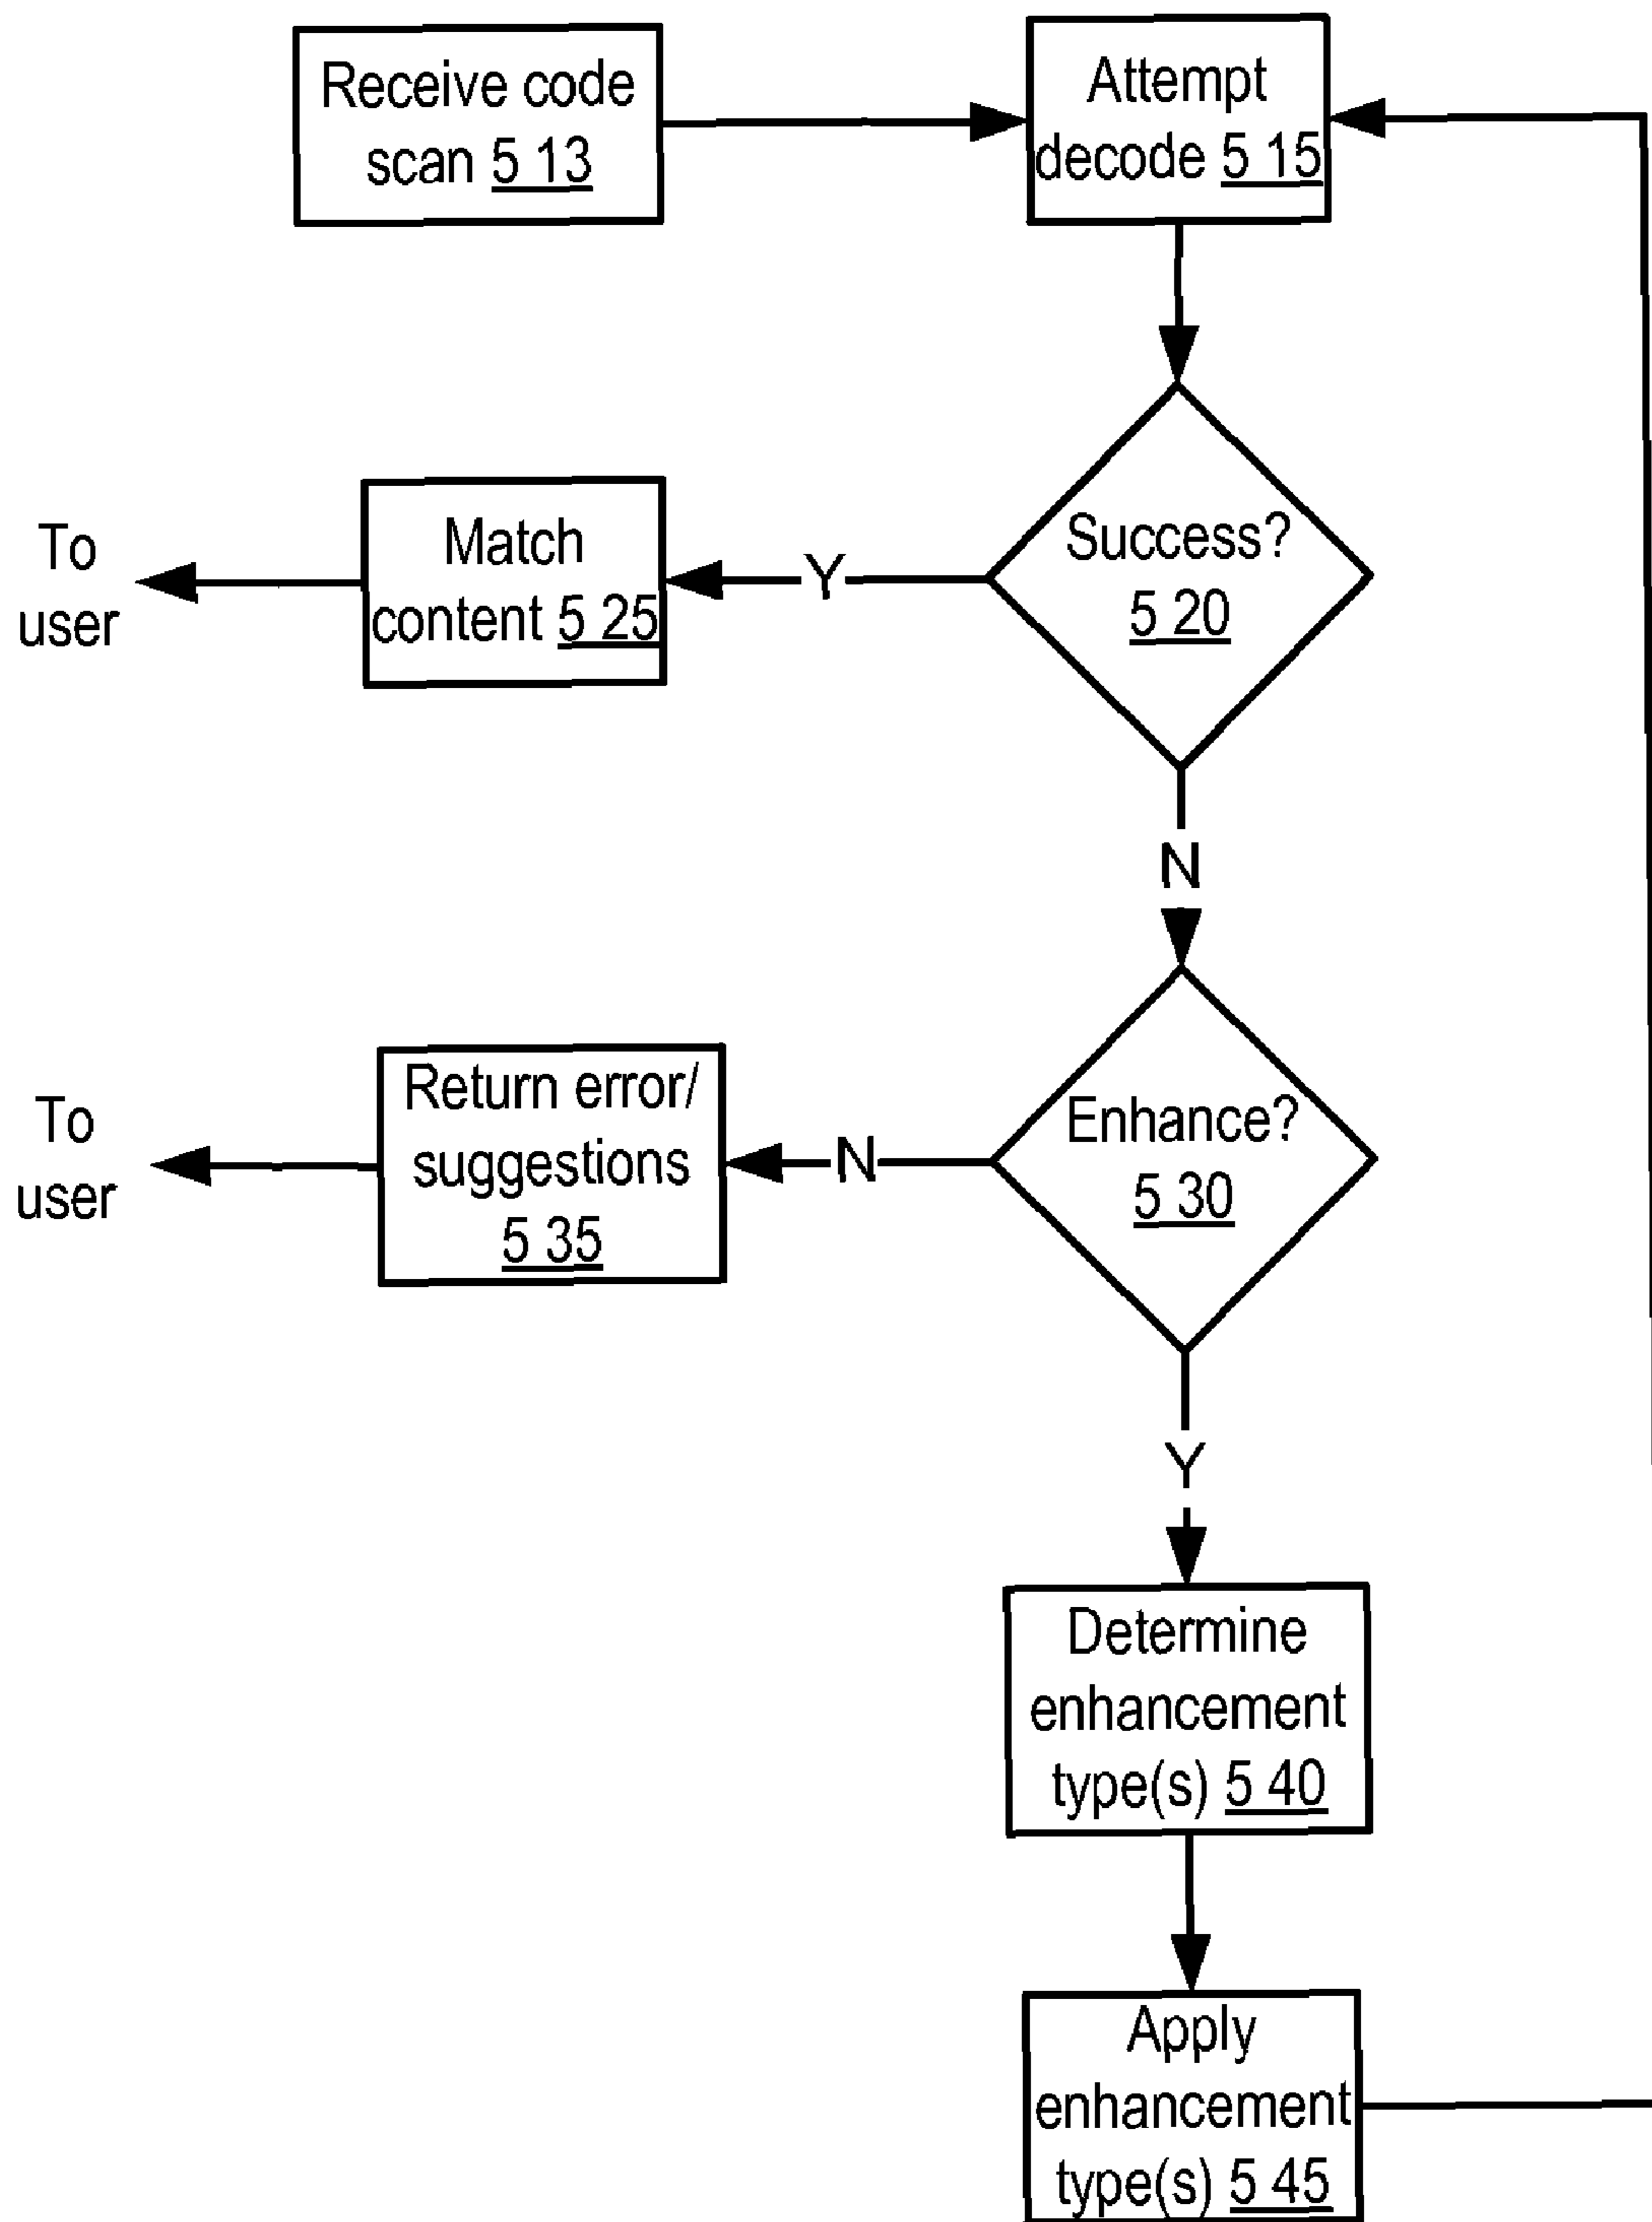 Receive code
scan 5 13
Attempt
decode 5 15
Success?
5 20
Y
Match
content 5 25
To
user
N
Enhance?
5 30
N
Return error/
suggestions
5 35
To
user
Y
Determine
enhancement
type(s) 5 40
Apply
enhancement
type(s) 5 45